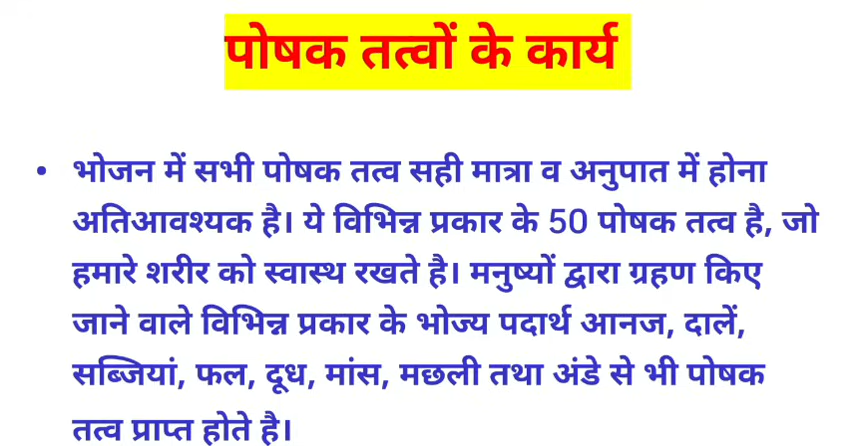 पोषक तत्वों के कार्य
• भोजन में सभी पोषक तत्व सही मात्रा व अनुपात में होना
अतिआवश्यक है। ये विभिन्न प्रकार के 50 पोषक तत्व है, जो
हमारे शरीर को स्वास्थ रखते है। मनुष्यों द्वारा ग्रहण किए
जाने वाले विभिन्न प्रकार के भोज्य पदार्थ आनज, दालें,
सब्जियां, फल, दूध, मांस, मछली तथा अंडे से भी पोषक
तत्व प्राप्त होते है।